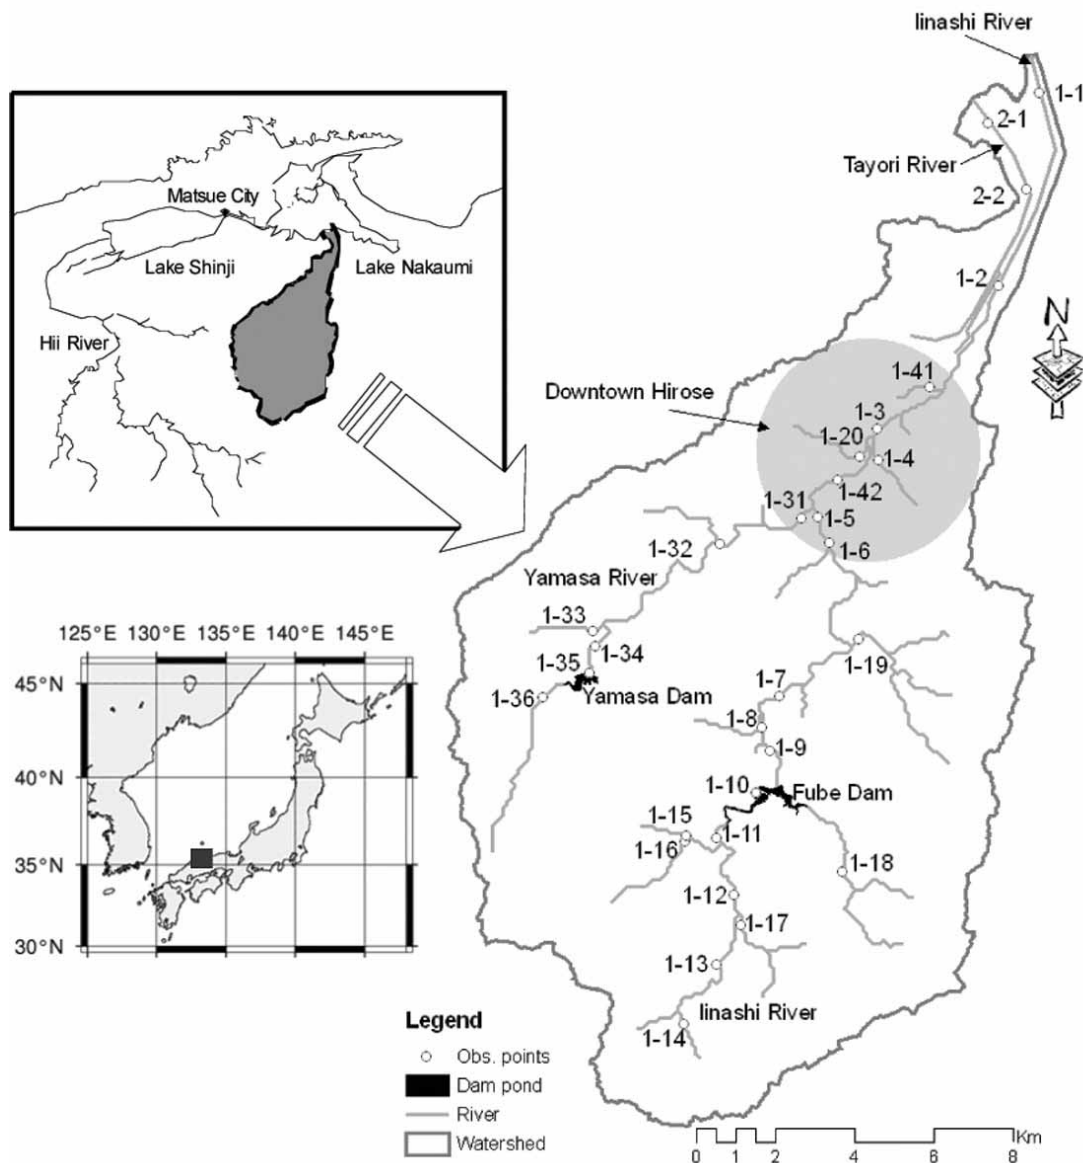 Iinashi River
1-1
2-1
Tayori River
2-2
Matsue City
Lake Shinji
Lake Nakaumi
1-2
Hii River
N
1-41
Downtown Hirose
1-3
1-20
1-4
1-42
1-31
1-5
1-32
1-6
Yamasa River
1-33
1-34
1-19
1-35
1-7
1-36
Yamasa Dam
1-8
1-9
1-10
Fube Dam
1-15
1-11
1-16
1-18
1-12
1-17
1-13
Iinashi River
1-14
125°E 130°E 135°E 140°E 145°E
45°N
40°N
35°N
30°N
Legend
Obs. points
Dam pond
River
Watershed
Km
0 1 2 4 6 8